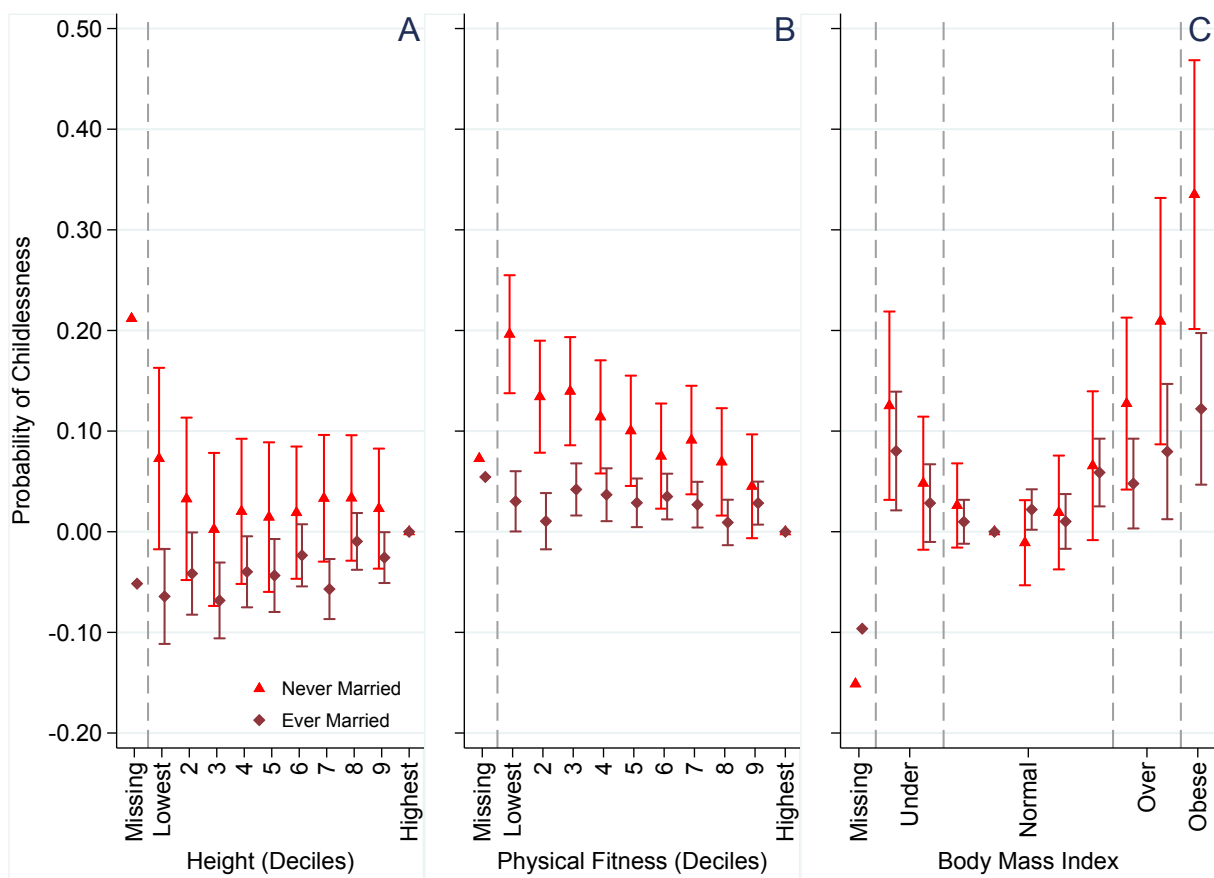 A
B
C
Probability of Childlessness
0.50
0.40
0.30
0.20
0.10
0.00
-0.10
-0.20
Never Married
Ever Married
Missing
Lowest
2
3
4
5
6
7
8
9
Highest
Height (Deciles)
Missing
Lowest
2
3
4
5
6
7
8
9
Highest
Physical Fitness (Deciles)
Missing
Under
Normal
Over
Obese
Body Mass Index